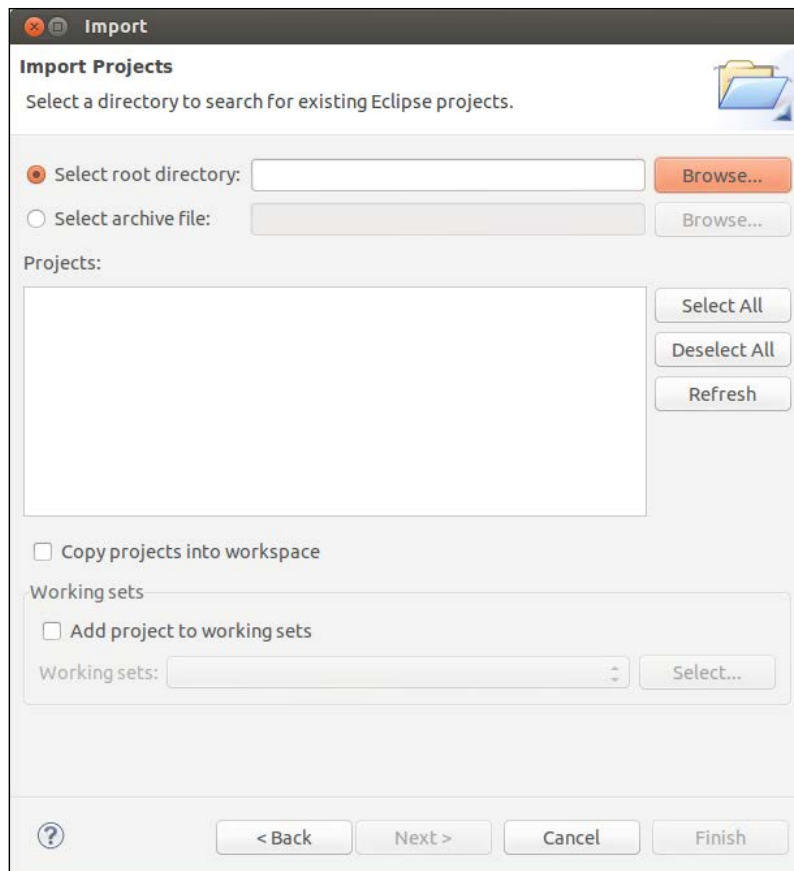 Import
Import Projects
Select a directory to search for existing Eclipse projects.
Select root directory: Browse...
Select archive file: Browse...
Projects:
Select All
Deselect All
Refresh
Copy projects into workspace
Working sets
Add project to working sets
Working sets: Select...
? < Back Next > Cancel Finish